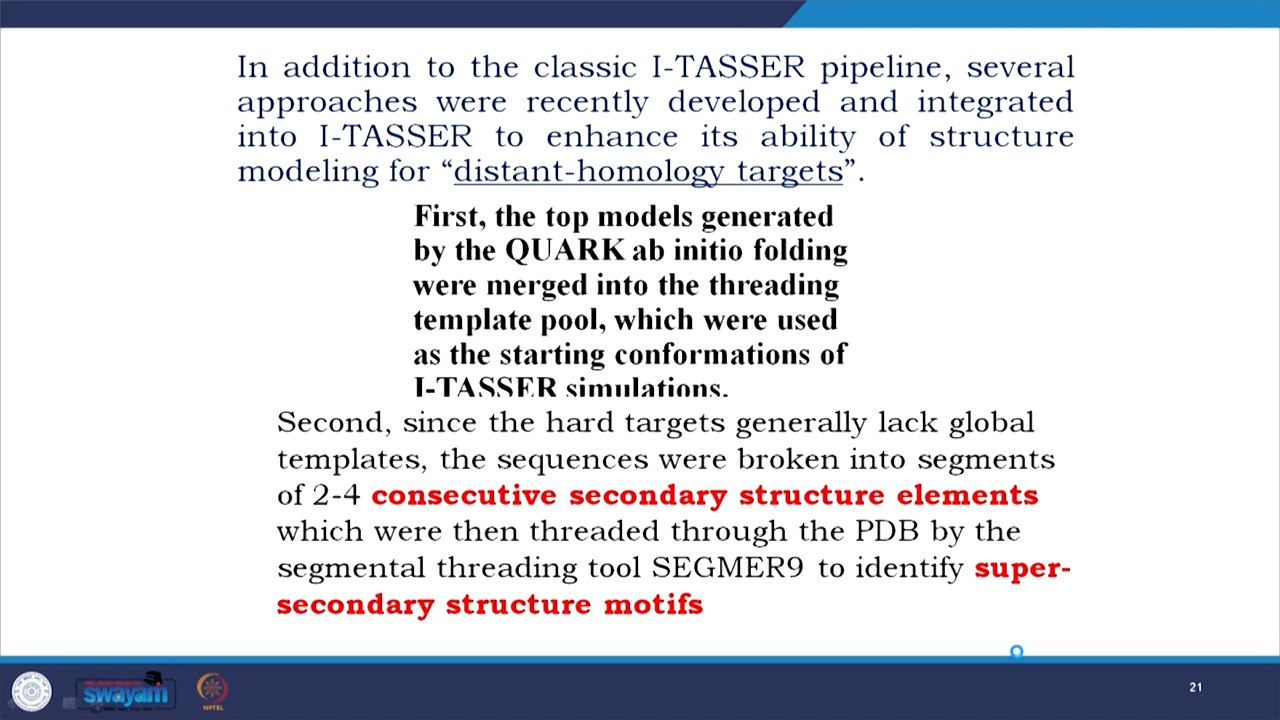 In addition to the classic I-TASSER pipeline, several
approaches were recently developed and integrated
into I-TASSER to enhance its ability of structure
modeling for “distant-homology targets”.
First, the top models generated
by the QUARK ab initio folding
were merged into the threading
template pool, which were used
as the starting conformations of
I-TASSER simulations.
Second, since the hard targets generally lack global
templates, the sequences were broken into segments
of 2-4 consecutive secondary structure elements
which were then threaded through the PDB by the
segmental threading tool SEGMER9 to identify super-
secondary structure motifs
swayam
NPTEL
21